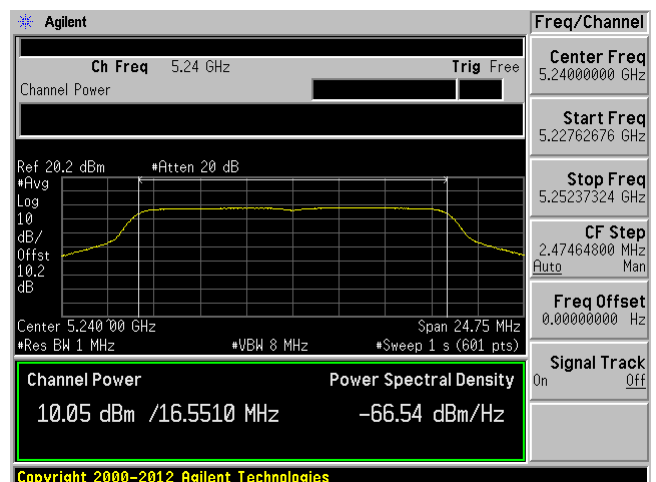 Agilent
Freq/Channel
Ch Freq 5.24 GHz
Trig Free
Channel Power
Center Freq
5.24000000 GHz
Start Freq
5.22762676 GHz
Stop Freq
5.25237324 GHz
CF Step
2.47464800 MHz
Auto Man
Freq Offset
0.00000000 Hz
Signal Track
On Off
Ref 20.2 dBm #Atten 20 dB
#Avg
Log
10
dB/
Offst
10.2
dB
Center 5.240 00 GHz Span 24.75 MHz
#Res BW 1 MHz #VBW 8 MHz #Sweep 1 s (601 pts)
Channel Power Power Spectral Density
10.05 dBm /16.5510 MHz -66.54 dBm/Hz
Copyright 2000-2012 Agilent Technologies